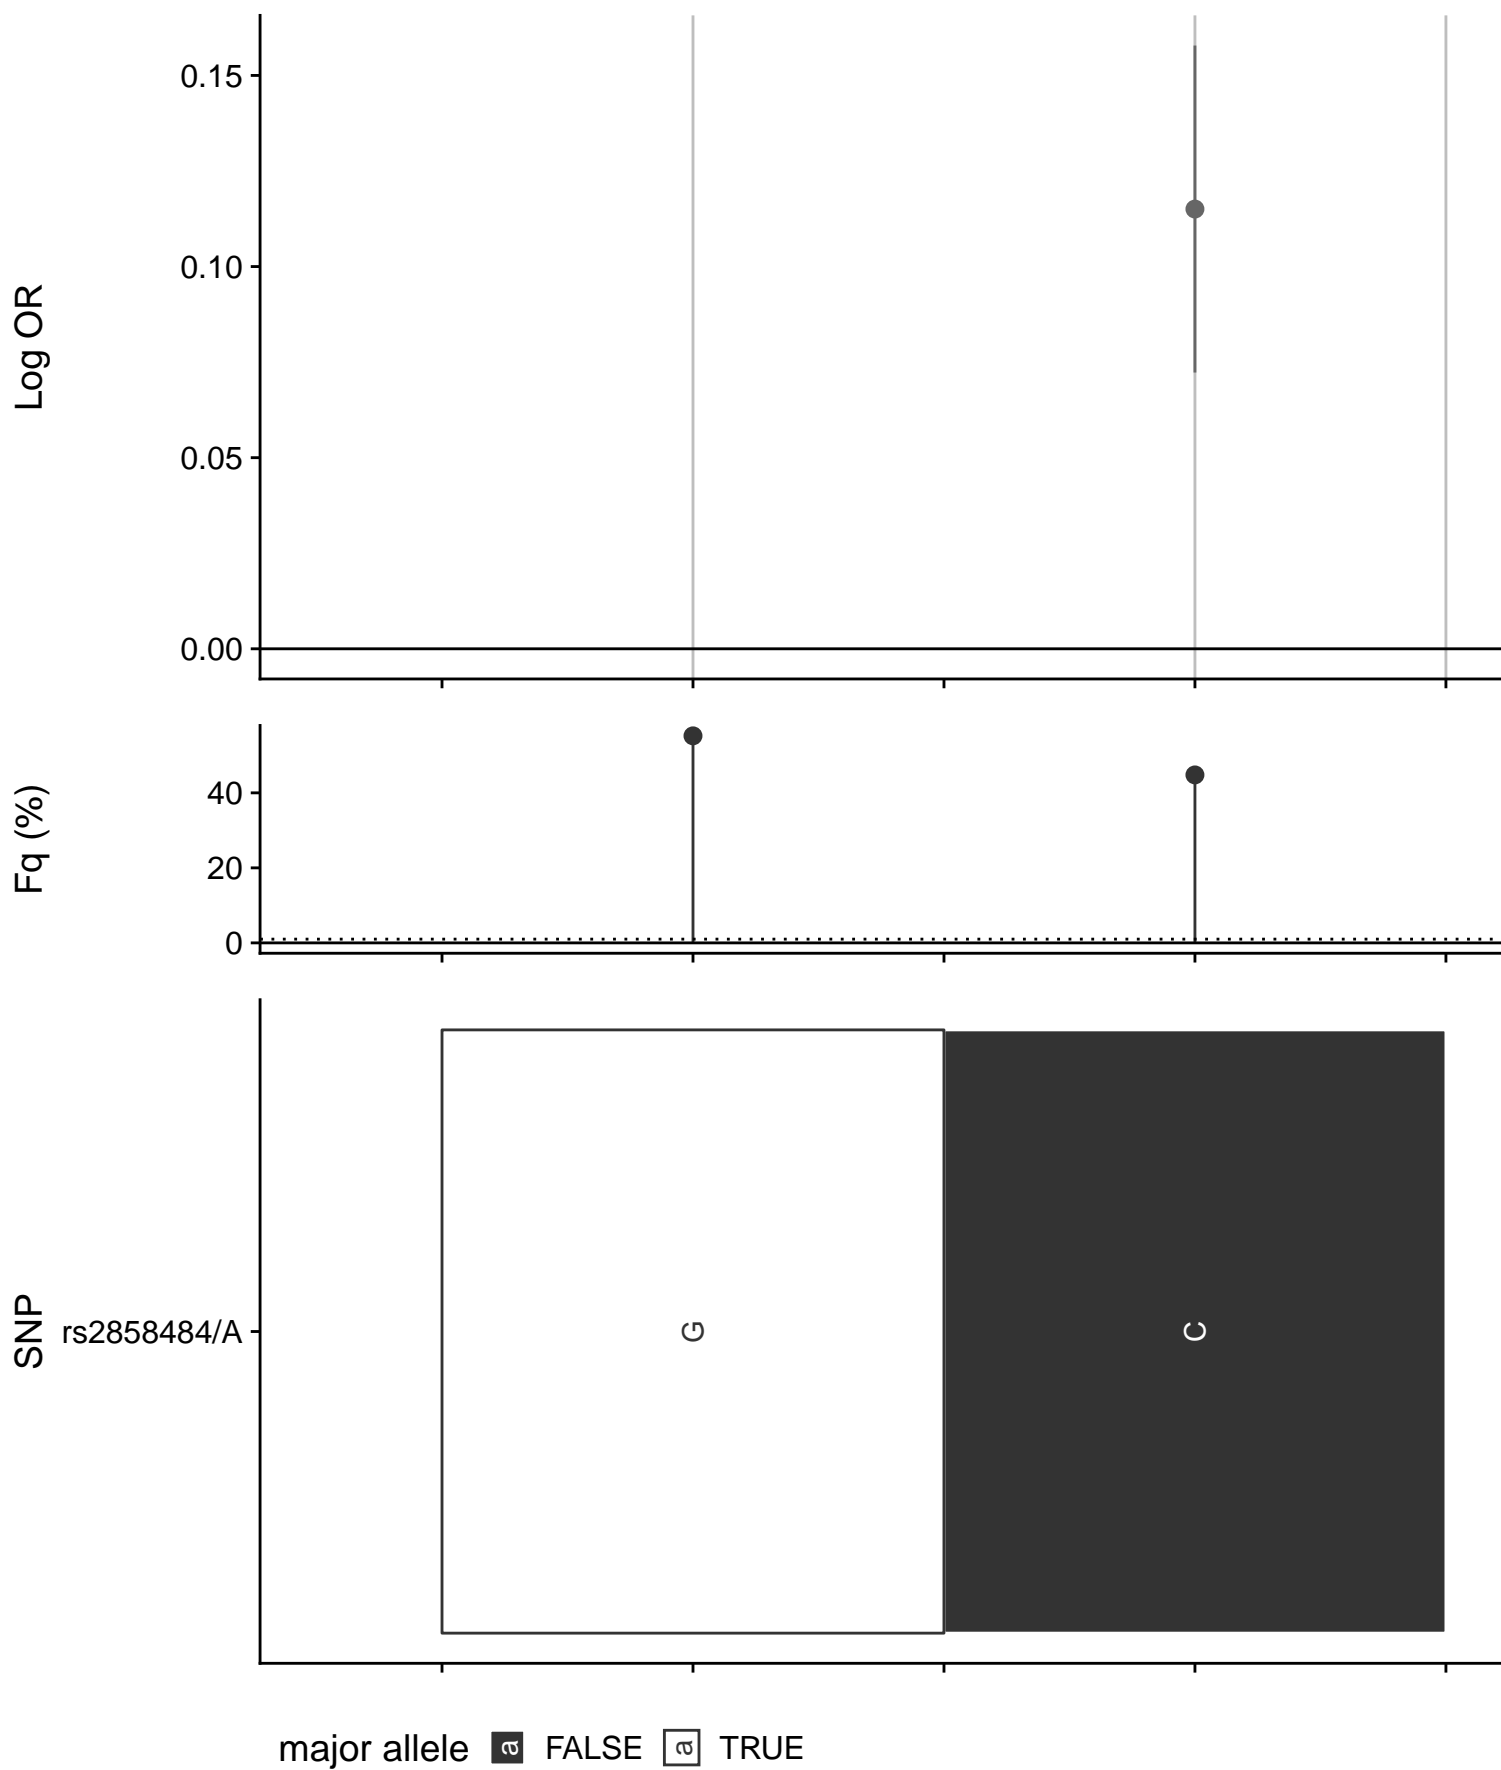 Log OR
0.15
0.10
0.05
0.00
Fq (%)
40
20
0
SNP
rs2858484/A
G
C
major allele a FALSE a TRUE